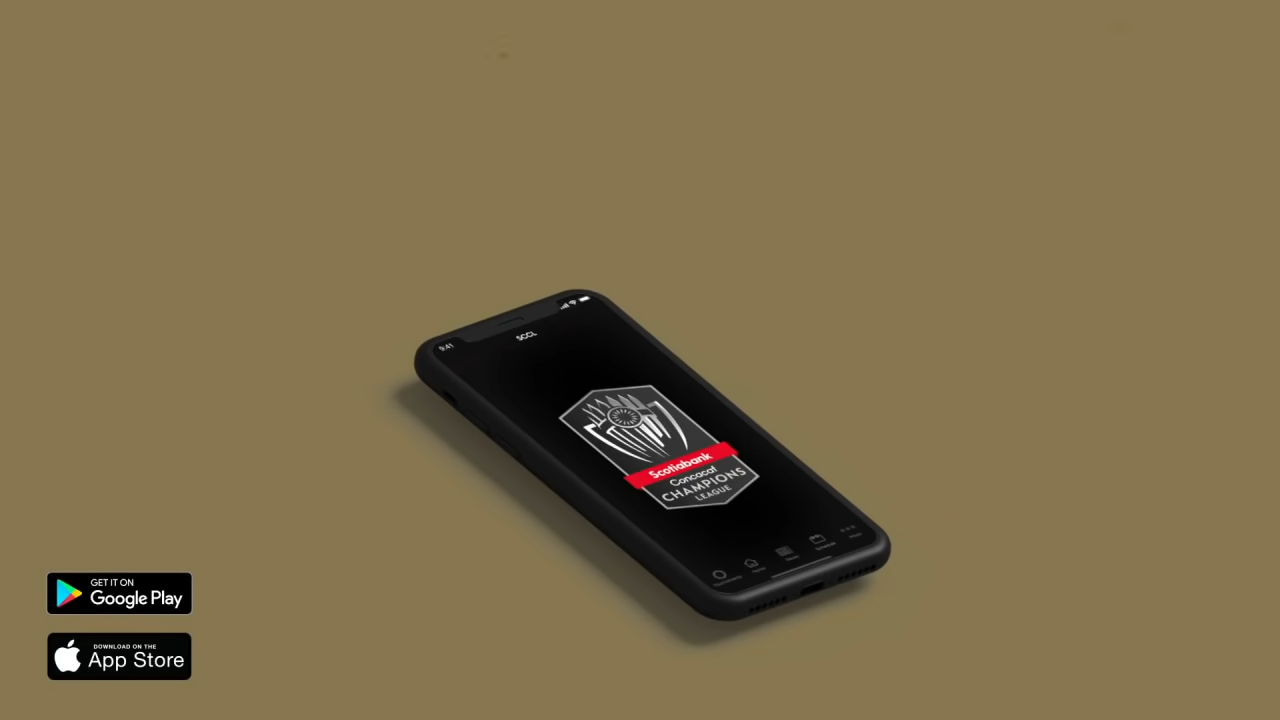 9:41
SCCL
Scotiabank
Concacaf
CHAMPIONS
LEAGUE
GET IT ON
Google Play
DOWNLOAD ON THE
App Store